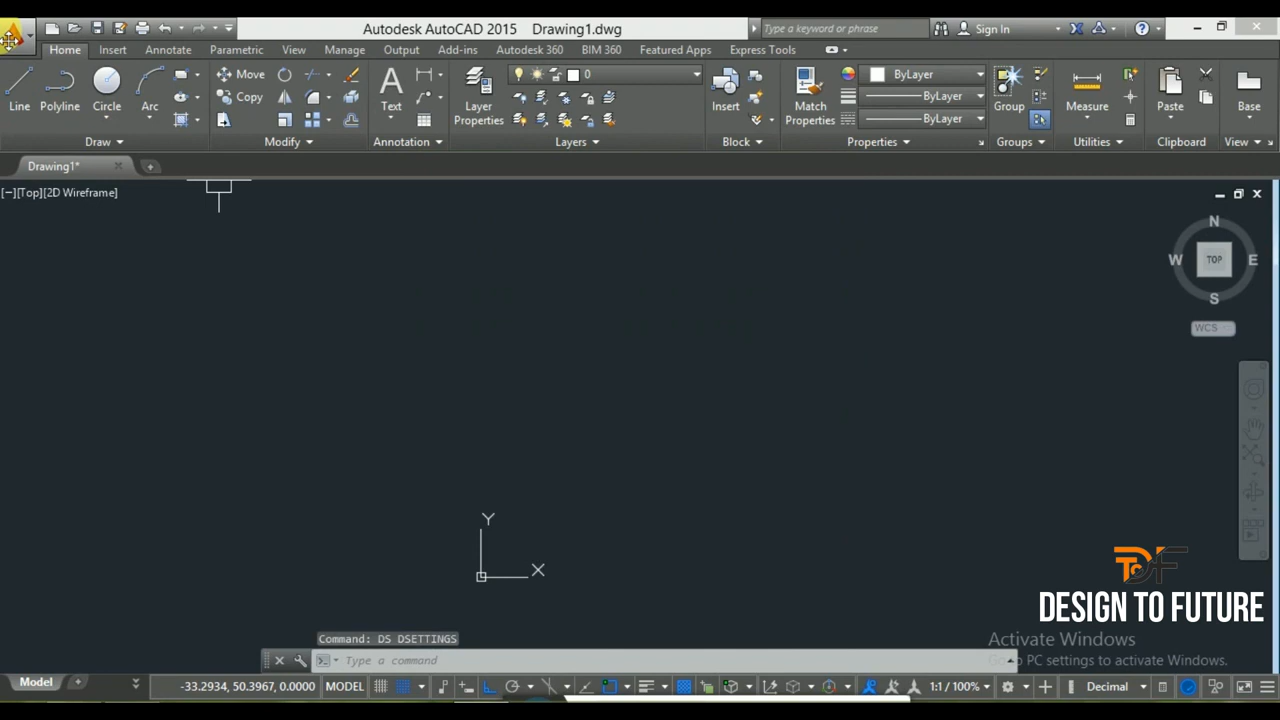 Autodesk AutoCAD 2015 Drawing1.dwg
Type a keyword or phrase
Sign In
Home Insert Annotate Parametric View Manage Output Add-ins Autodesk 360 BIM 360 Featured Apps Express Tools
Line Polyline Circle Arc
Move
Copy
Text
Layer Properties
0
Insert
Match Properties
ByLayer
ByLayer
ByLayer
Group
Measure
Paste
Base
Draw Modify Annotation Layers Block Properties Groups Utilities Clipboard View
Drawing1*
[−][Top][2D Wireframe]
N
W TOP E
S
WCS
Y
X
TcDF
DESIGN TO FUTURE
Command: DS DSETTINGS
Activate Windows
Type a command
Go to PC settings to activate Windows.
Model
-33.2934, 50.3967, 0.0000 MODEL
1:1 / 100%
Decimal